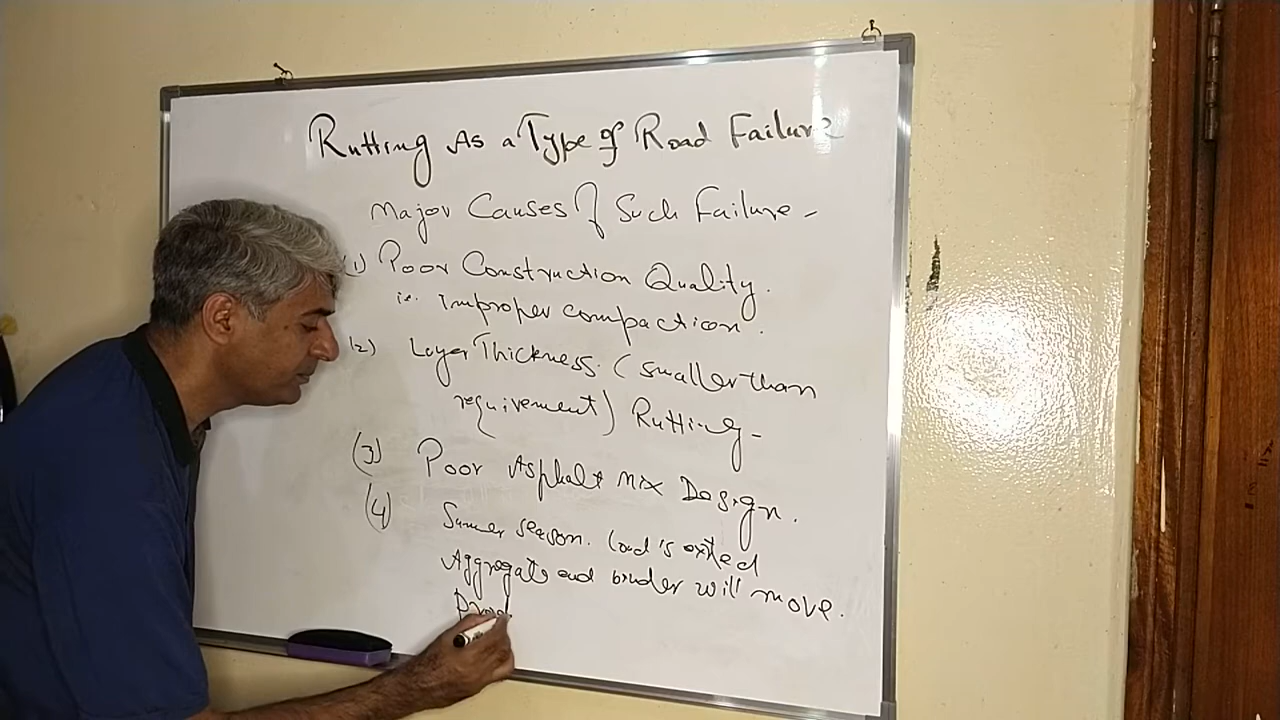 Rutting As a Type of Road Failure
Major Causes of Such Failure -
(1) Poor Construction Quality.
i.e. Improper compaction.
(2) Layer Thickness. (smaller than
requirement) Rutting -
(3) Poor Asphalt Mix Design.
(4) Summer season. load is exited
Aggregate and binder will move.